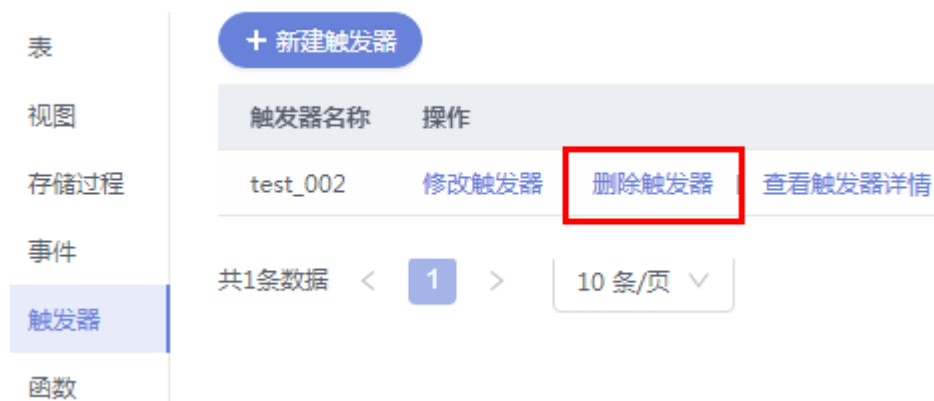 表
视图
存储过程
事件
触发器
函数
+ 新建触发器
触发器名称 操作
test_002 修改触发器 删除触发器 | 查看触发器详情
共1条数据 < 1 > 10 条/页